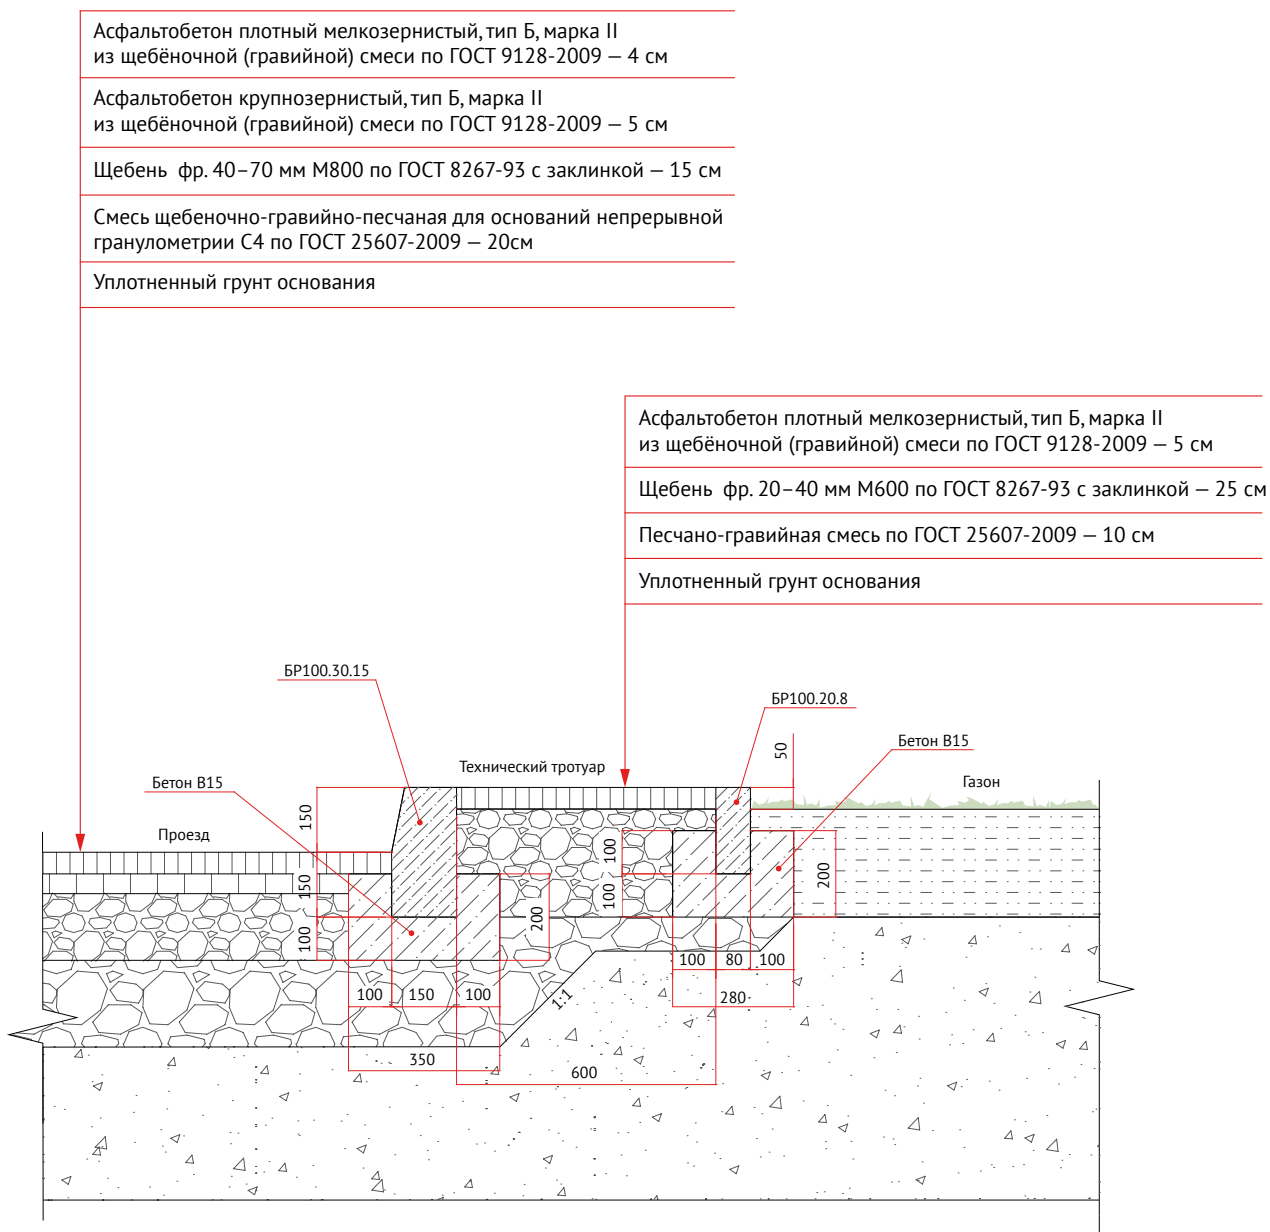 Асфальтобетон плотный мелкозернистый, тип Б, марка II
из щебёночной (гравийной) смеси по ГОСТ 9128-2009 — 4 см
Асфальтобетон крупнозернистый, тип Б, марка II
из щебёночной (гравийной) смеси по ГОСТ 9128-2009 — 5 см
Щебень фр. 40–70 мм М800 по ГОСТ 8267-93 с заклинкой — 15 см
Смесь щебеночно-гравийно-песчаная для оснований непрерывной
гранулометрии С4 по ГОСТ 25607-2009 — 20см
Уплотненный грунт основания
Асфальтобетон плотный мелкозернистый, тип Б, марка II
из щебёночной (гравийной) смеси по ГОСТ 9128-2009 — 5 см
Щебень фр. 20–40 мм М600 по ГОСТ 8267-93 с заклинкой — 25 см
Песчано-гравийная смесь по ГОСТ 25607-2009 — 10 см
Уплотненный грунт основания
БР100.30.15
БР100.20.8
Бетон В15
50
Технический тротуар
Бетон В15
Газон
150
Проезд
100
150
100
200
200
100
100
80
100
100
150
100
280
1:1
350
600